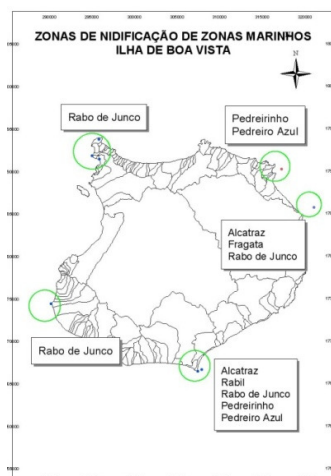 ZONAS DE NIDIFICAÇÃO DE ZONAS MARINHOS
ILHA DE BOA VISTA
N
Rabo de Junco
Pedreirinho
Pedreiro Azul
Alcatraz
Fragata
Rabo de Junco
Rabo de Junco
Alcatraz
Rabil
Rabo de Junco
Pedreirinho
Pedreiro Azul